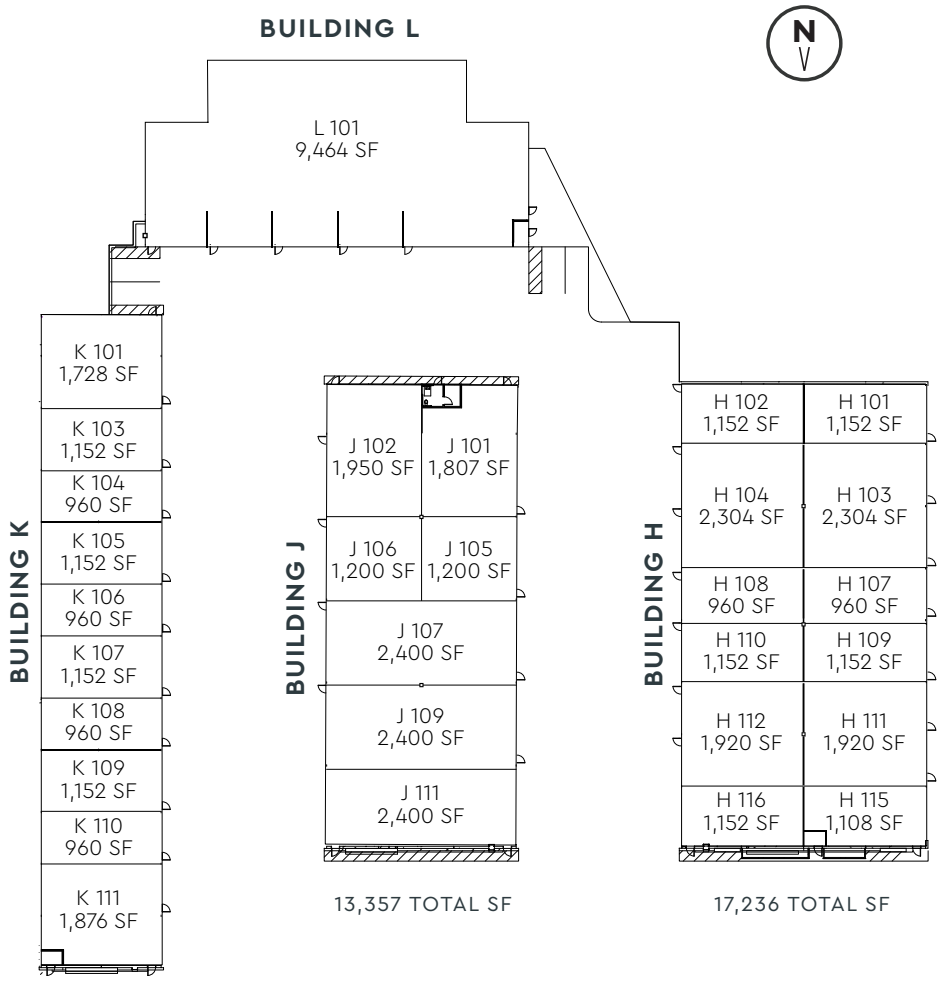 BUILDING L
N
L 101
9,464 SF
BUILDING K
K 101
1,728 SF
K 103
1,152 SF
K 104
960 SF
K 105
1,152 SF
K 106
960 SF
K 107
1,152 SF
K 108
960 SF
K 109
1,152 SF
K 110
960 SF
K 111
1,876 SF
BUILDING J
J 102
1,950 SF
J 101
1,807 SF
J 106
1,200 SF
J 105
1,200 SF
J 107
2,400 SF
J 109
2,400 SF
J 111
2,400 SF
13,357 TOTAL SF
BUILDING H
H 102
1,152 SF
H 101
1,152 SF
H 104
2,304 SF
H 103
2,304 SF
H 108
960 SF
H 107
960 SF
H 110
1,152 SF
H 109
1,152 SF
H 112
1,920 SF
H 111
1,920 SF
H 116
1,152 SF
H 115
1,108 SF
17,236 TOTAL SF